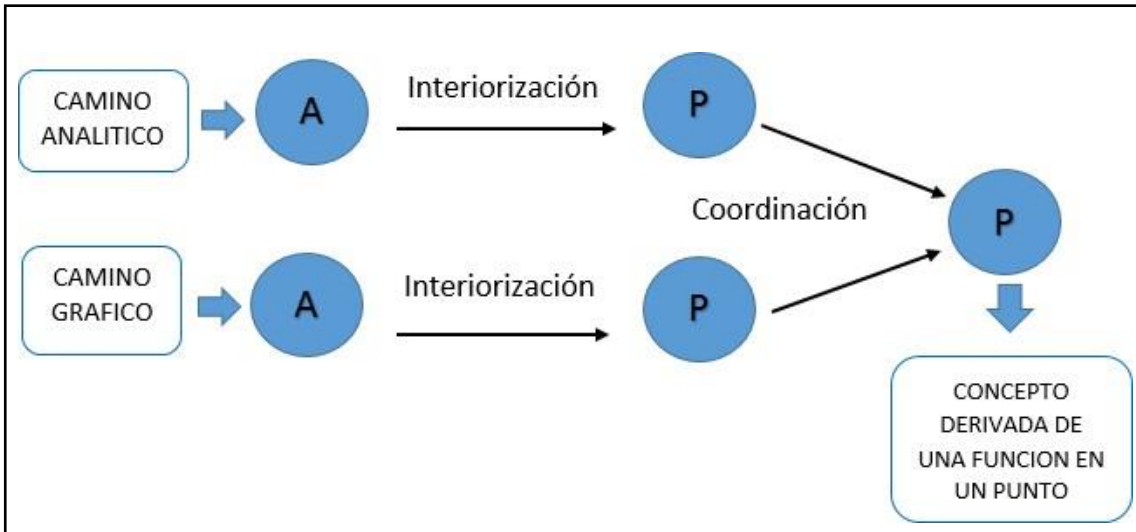 CAMINO
ANALITICO
A
Interiorización
P
Coordinación
P
CAMINO
GRAFICO
A
Interiorización
P
CONCEPTO
DERIVADA DE
UNA FUNCION EN
UN PUNTO